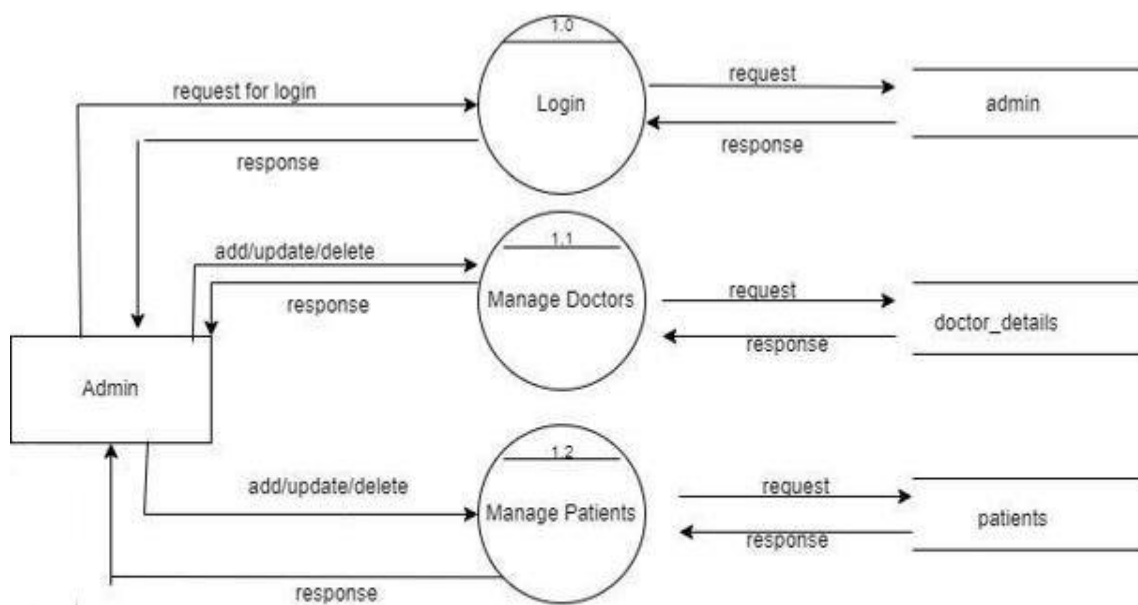 1.0
request for login
Login
request
admin
response
response
1.1
add/update/delete
Manage Doctors
request
doctor_details
response
response
Admin
1.2
add/update/delete
Manage Patients
request
patients
response
response